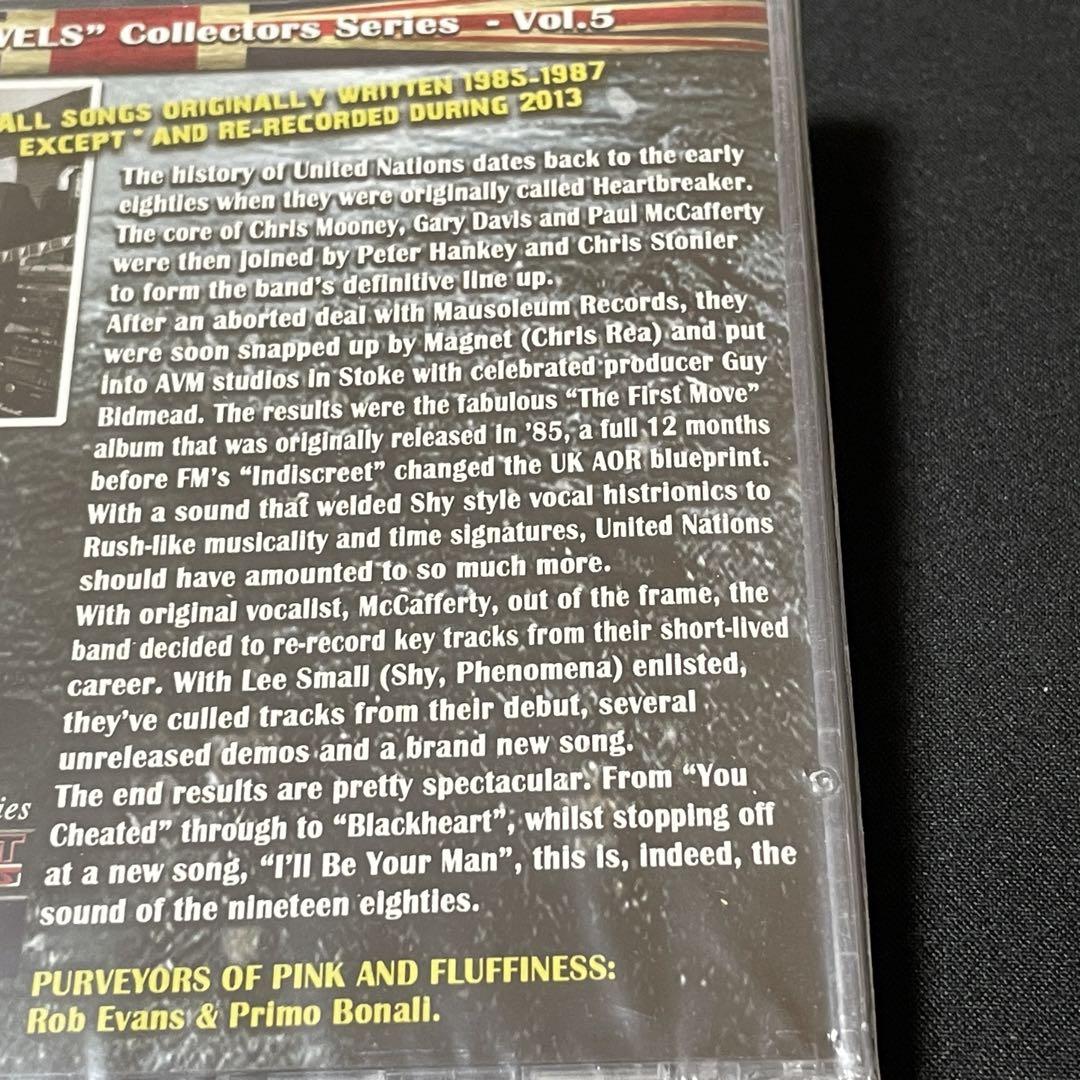 VELS” Collectors Series - Vol.5
ALL SONGS ORIGINALLY WRITTEN 1985-1987
EXCEPT * AND RE-RECORDED DURING 2013
The history of United Nations dates back to the early
eighties when they were originally called Heartbreaker.
The core of Chris Mooney, Gary Davis and Paul McCafferty
were then joined by Peter Hankey and Chris Stonier
to form the band’s definitive line up.
After an aborted deal with Mausoleum Records, they
were soon snapped up by Magnet (Chris Rea) and put
into AVM studios in Stoke with celebrated producer Guy
Bidmead. The results were the fabulous “The First Move”
album that was originally released in ’85, a full 12 months
before FM’s “Indiscreet” changed the UK AOR blueprint.
With a sound that welded Shy style vocal histrionics to
Rush-like musicality and time signatures, United Nations
should have amounted to so much more.
With original vocalist, McCafferty, out of the frame, the
band decided to re-record key tracks from their short-lived
career. With Lee Small (Shy, Phenomena) enlisted,
they’ve culled tracks from their debut, several
unreleased demos and a brand new song.
The end results are pretty spectacular. From “You
Cheated” through to “Blackheart”, whilst stopping off
at a new song, “I’ll Be Your Man”, this is, indeed, the
sound of the nineteen eighties.
ies
T
PURVEYORS OF PINK AND FLUFFINESS:
Rob Evans & Primo Bonali.